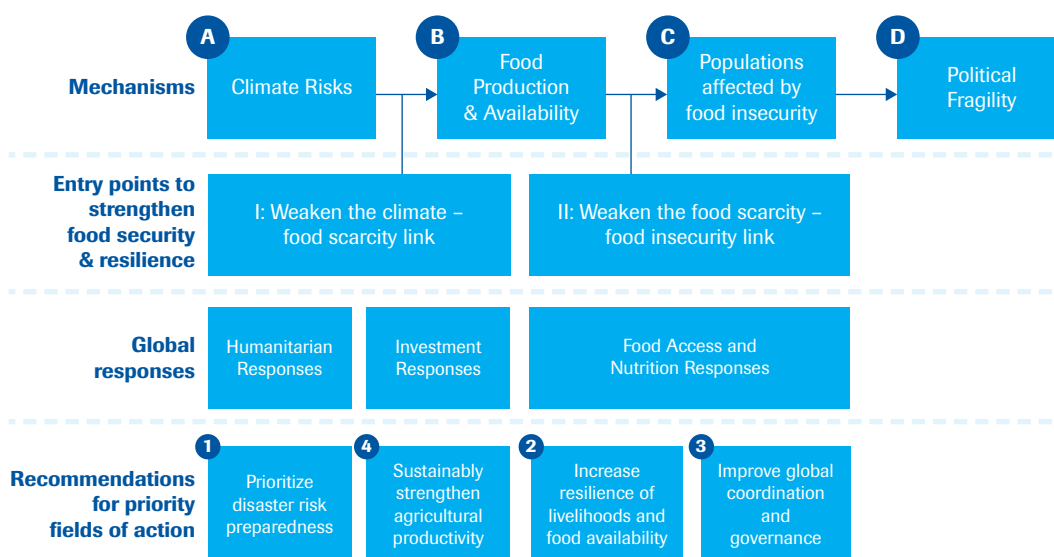 A
B
C
D
Mechanisms
Climate Risks
Food
Production
& Availability
Populations
affected by
food insecurity
Political
Fragility
Entry points to
strengthen
food security
& resilience
I: Weaken the climate –
food scarcity link
II: Weaken the food scarcity –
food insecurity link
Global
responses
Humanitarian
Responses
Investment
Responses
Food Access and
Nutrition Responses
Recommendations
for priority
fields of action
1
Prioritize
disaster risk
preparedness
4
Sustainably
strengthen
agricultural
productivity
2
Increase
resilience of
livelihoods and
food availability
3
Improve global
coordination
and
governance